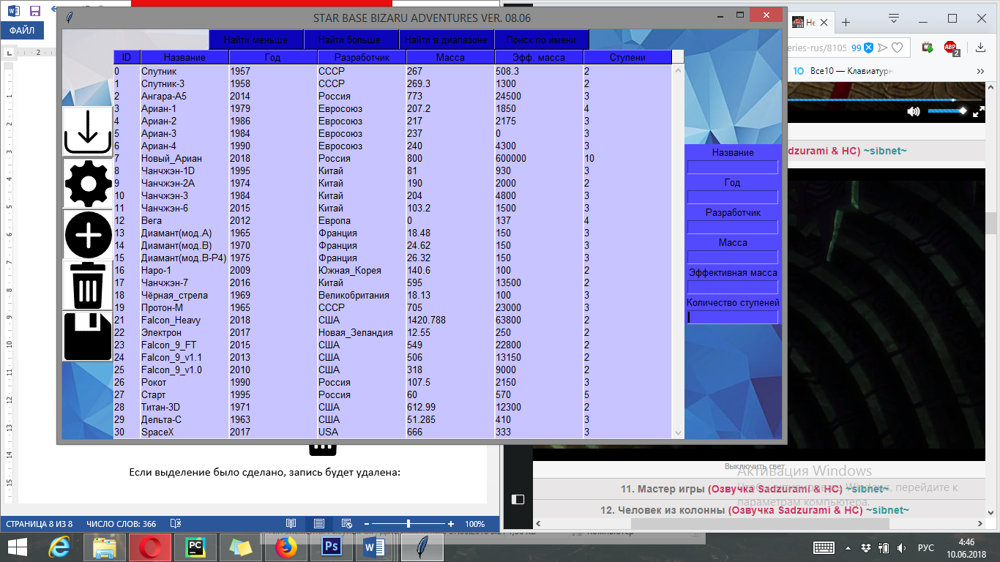 STAR BASE BIZARU ADVENTURES VER. 08.06
ФАЙЛ
Найти меньше Найти больше Найти в диапазоне Поиск по имени
ID Название Год Разработчик Масса Эфф. масса Ступени
0 Спутник 1957 СССР 267 508.3 2
1 Спутник-3 1958 СССР 269.3 1300 2
2 Ангара-А5 2014 Россия 773 24500 3
3 Ариан-1 1979 Евросоюз 207.2 1850 4
4 Ариан-2 1986 Евросоюз 217 2175 3
5 Ариан-3 1984 Евросоюз 237 0 3
6 Ариан-4 1990 Евросоюз 240 4300 3
7 Новый_Ариан 2018 Россия 800 600000 10
8 Чанчжэн-1D 1995 Китай 81 930 3
9 Чанчжэн-2A 1974 Китай 190 2000 2
10 Чанчжэн-3 1984 Китай 204 4800 3
11 Чанчжэн-6 2015 Китай 103.2 1500 3
12 Вега 2012 Европа 0 137 4
13 Диамант(мод.А) 1965 Франция 18.48 150 3
14 Диамант(мод.В) 1970 Франция 24.62 150 3
15 Диамант(мод.В-Р4) 1975 Франция 26.32 150 3
16 Наро-1 2009 Южная_Корея 140.6 100 2
17 Чанчжэн-7 2016 Китай 595 13500 2
18 Чёрная_стрела 1969 Великобритания 18.13 100 3
19 Протон-М 1965 СССР 705 23000 3
21 Falcon_Heavy 2018 США 1420.788 63800 2
22 Электрон 2017 Новая_Зеландия 12.55 250 2
23 Falcon_9_FT 2015 США 549 22800 2
24 Falcon_9_v1.1 2013 США 506 13150 2
25 Falcon_9_v1.0 2010 США 318 9000 2
26 Рокот 1990 Россия 107.5 2150 3
27 Старт 1995 Россия 60 570 5
28 Титан-3D 1971 США 612.99 12300 2
29 Дельта-С 1963 США 51.285 410 3
30 SpaceX 2017 USA 666 333 3
Название
Год
Разработчик
Масса
Эффективная масса
Количество ступеней
Не
eries-rus/8105 99
ABP 2
10 Все10 — Клавиатурн
adzurami & HC) ~sibnet~
Если выделение было сделано, запись будет удалена:
Выключить свет
Активация Windows
Чтобы активировать Windows, перейдите к
параметрам компьютера.
11. Мастер игры (Озвучка Sadzurami & HC) ~sibnet~
12. Человек из колонны (Озвучка Sadzurami & HC) ~sibnet~
СТРАНИЦА 8 ИЗ 8 ЧИСЛО СЛОВ: 366 100%
РУС
4:46
10.06.2018